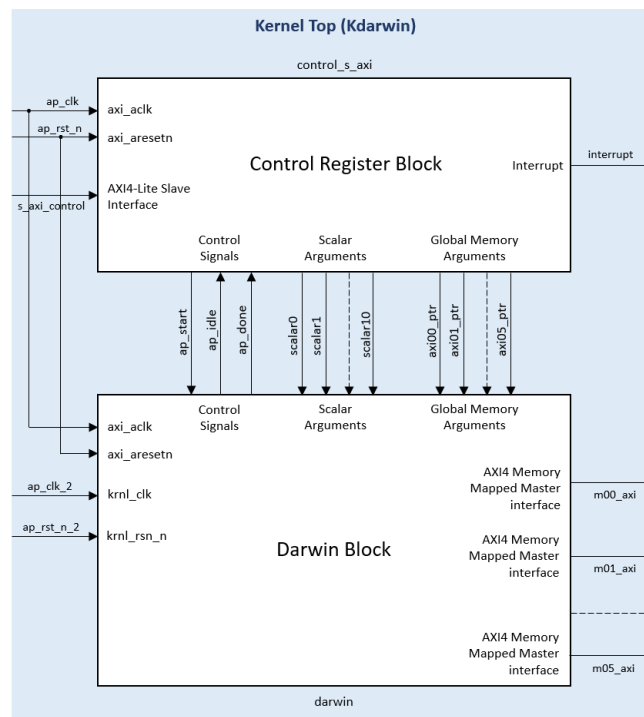 Kernel Top (Kdarwin)
control_s_axi
ap_clk
axi_aclk
ap_rst_n
axi_aresetn
Control Register Block
Interrupt
interrupt
AXI4-Lite Slave
Interface
s_axi_control
Control
Signals
Scalar
Arguments
Global Memory
Arguments
ap_start
ap_idle
ap_done
scalar0
scalar1
scalar10
axi00_ptr
axi01_ptr
axi05_ptr
Control
Signals
Scalar
Arguments
Global Memory
Arguments
axi_aclk
axi_aresetn
ap_clk_2
krnl_clk
ap_rst_n_2
krnl_rsn_n
Darwin Block
AXI4 Memory
Mapped Master
interface
m00_axi
AXI4 Memory
Mapped Master
interface
m01_axi
AXI4 Memory
Mapped Master
interface
m05_axi
darwin